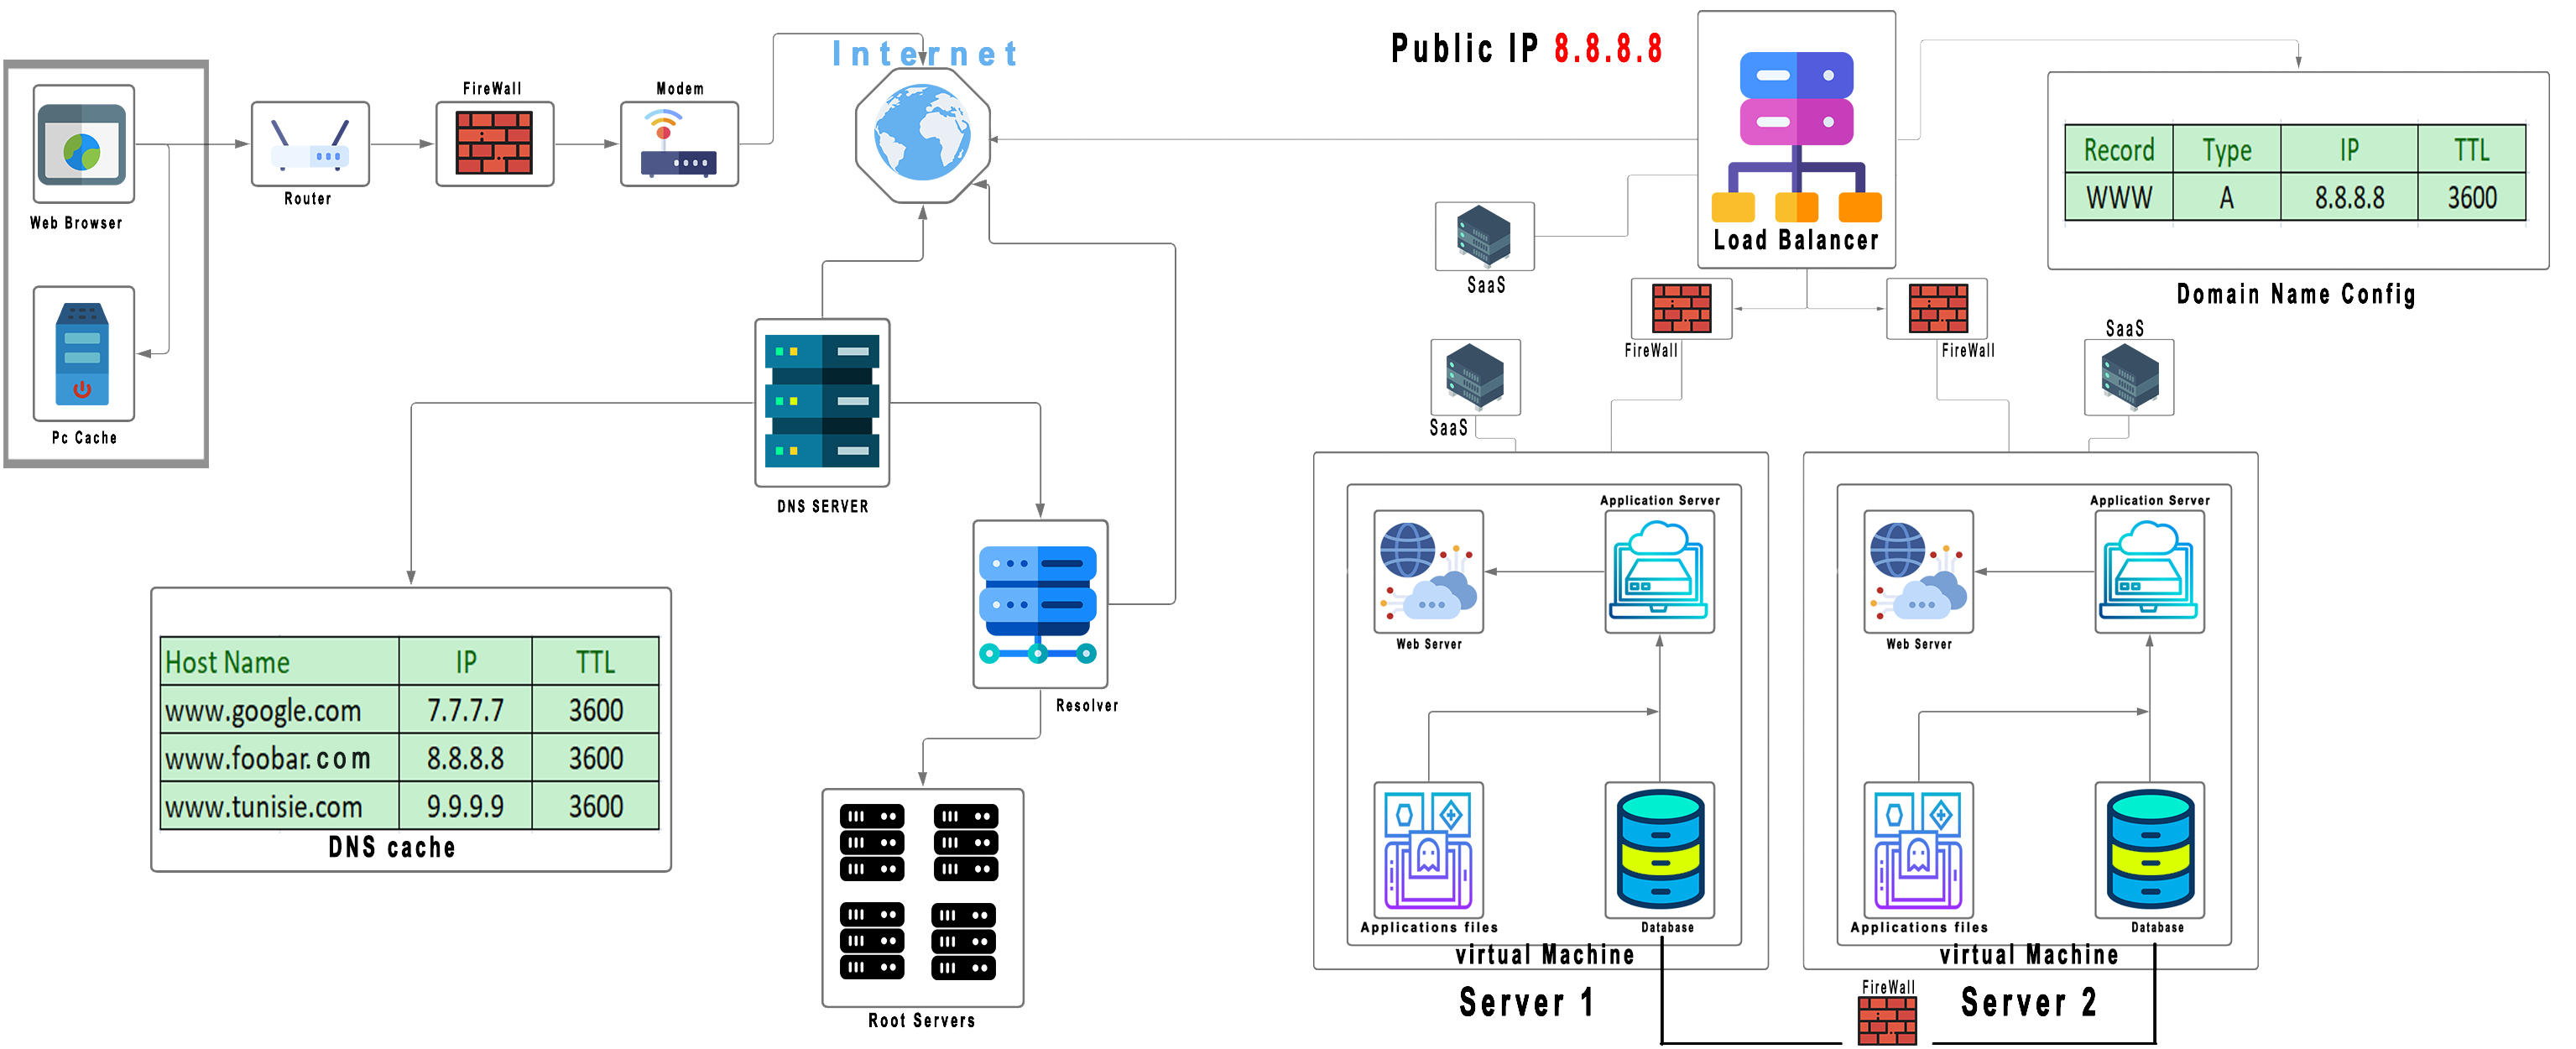 Internet
Public IP 8.8.8.8
FireWall
Modem
Router
Web Browser
Pc Cache
Load Balancer
Record Type IP TTL
WWW A 8.8.8.8 3600
Domain Name Config
SaaS
FireWall
FireWall
SaaS
SaaS
DNS SERVER
Host Name IP TTL
www.google.com 7.7.7.7 3600
www.foobar.com 8.8.8.8 3600
www.tunisie.com 9.9.9.9 3600
DNS cache
Resolver
Root Servers
Application Server
Web Server
Applications files
Database
virtual Machine
Server 1
Application Server
Web Server
Applications files
Database
virtual Machine
Server 2
FireWall